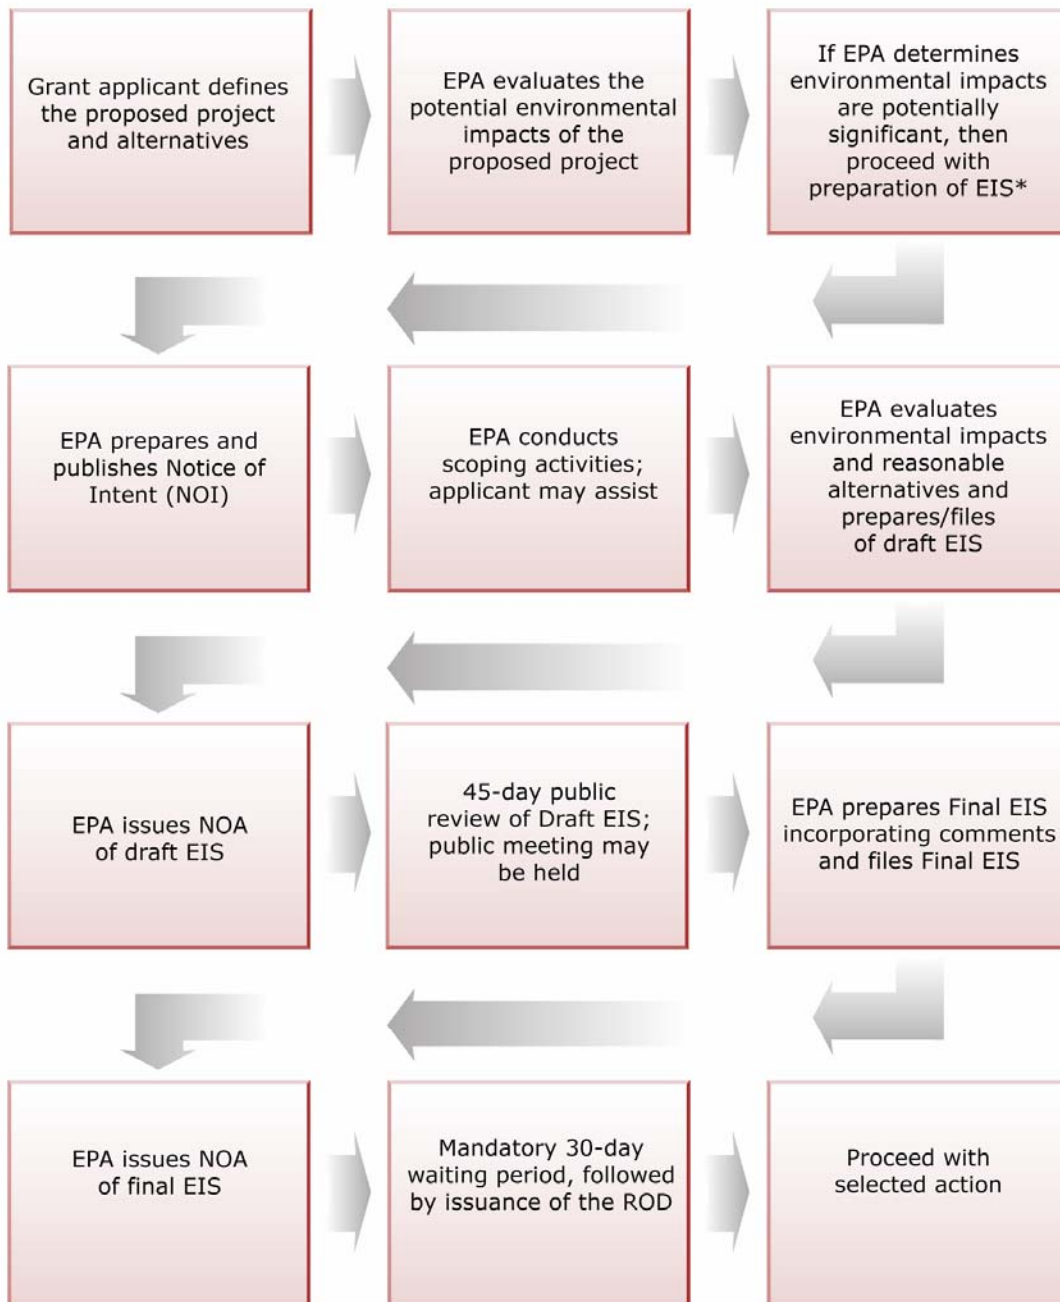 Grant applicant defines
the proposed project
and alternatives
EPA evaluates the
potential environmental
impacts of the
proposed project
If EPA determines
environmental impacts
are potentially
significant, then
proceed with
preparation of EIS*
EPA prepares and
publishes Notice of
Intent (NOI)
EPA conducts
scoping activities;
applicant may assist
EPA evaluates
environmental impacts
and reasonable
alternatives and
prepares/files
of draft EIS
EPA issues NOA
of draft EIS
45-day public
review of Draft EIS;
public meeting may
be held
EPA prepares Final EIS
incorporating comments
and files Final EIS
EPA issues NOA
of final EIS
Mandatory 30-day
waiting period, followed
by issuance of the ROD
Proceed with
selected action